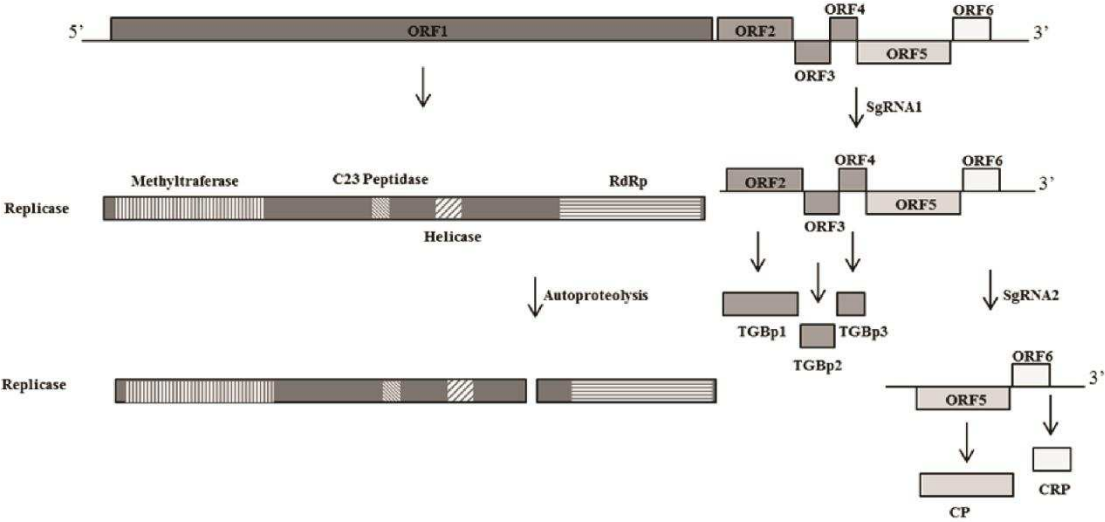 ORF4 ORF6
5’ ORF1 ORF2 3’
ORF5
ORF3
SgRNA1
Methyltraferase C23 Peptidase RdRp ORF4 ORF6
ORF2 3’
Replicase ORF5
ORF3
Helicase
Autoproteolysis SgRNA2
TGBp1 TGBp3
TGBp2 ORF6
Replicase 3’
ORF5
CRP
CP